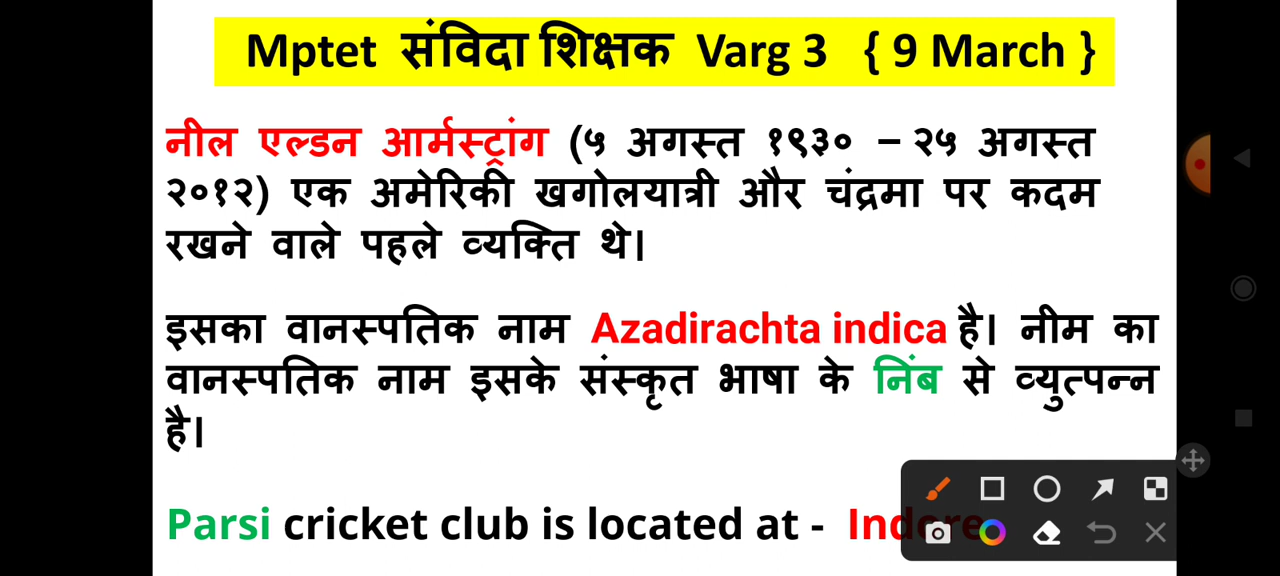 Mptet संविदा शिक्षक Varg 3 { 9 March }
नील एल्डन आर्मस्ट्रांग (५ अगस्त १९३० – २५ अगस्त
२०१२) एक अमेरिकी खगोलयात्री और चंद्रमा पर कदम
रखने वाले पहले व्यक्ति थे।
इसका वानस्पतिक नाम Azadirachta indica है। नीम का
वानस्पतिक नाम इसके संस्कृत भाषा के निंब से व्युत्पन्न
है।
Parsi cricket club is located at - Indore